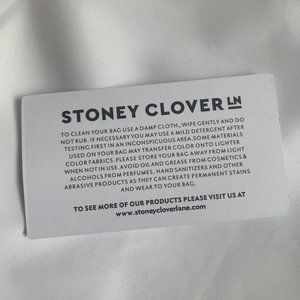 STONEY CLOVER LN
TO CLEAN YOUR BAG USE A DAMP CLOTH., WIPE GENTLY AND DO
NOT RUB. IF NECESSARY YOU MAY USE A MILD DETERGENT AFTER
TESTING FIRST IN AN INCONSPICUOUS AREA. SOME MATERIALS
USED ON YOUR BAG MAY TRANSFER COLOR ONTO LIGHTER
COLOR FABRICS. PLEASE STORE YOUR BAG AWAY FROM LIGHT
WHEN NOT IN USE. AVOID OIL AND GREASE FROM COSMETICS &
ALCOHOLS FROM PERFUMES, HAND SANITIZERS AND OTHER
ABRASIVE PRODUCTS AS THEY CAN CREATE PERMANENT STAINS
AND WEAR TO YOUR BAG.
TO SEE MORE OF OUR PRODUCTS PLEASE VISIT US AT
www.stoneycloverlane.com